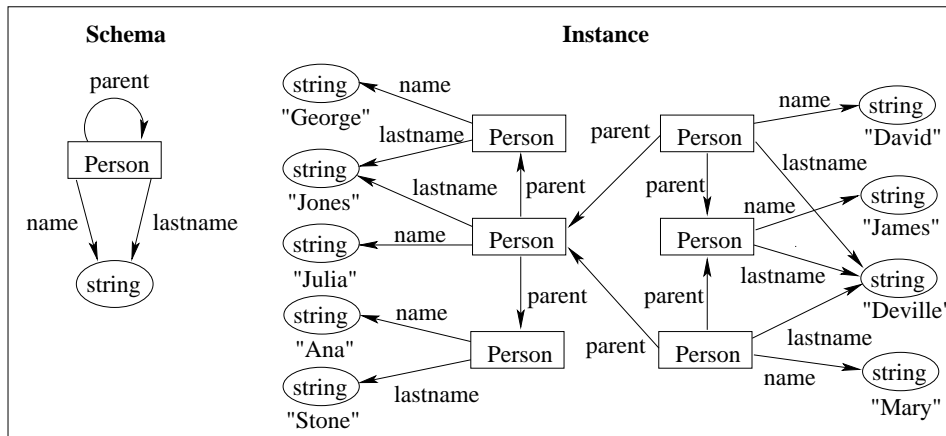 Schema
parent
Person
name
lastname
string
Instance
string
"George"
name
lastname
Person
string
"Jones"
lastname
parent
string
"Julia"
name
Person
parent
string
"Ana"
name
Person
string
"Stone"
lastname
parent
Person
name
string
"David"
lastname
parent
Person
name
string
"James"
lastname
string
"Deville"
parent
parent
Person
lastname
name
string
"Mary"